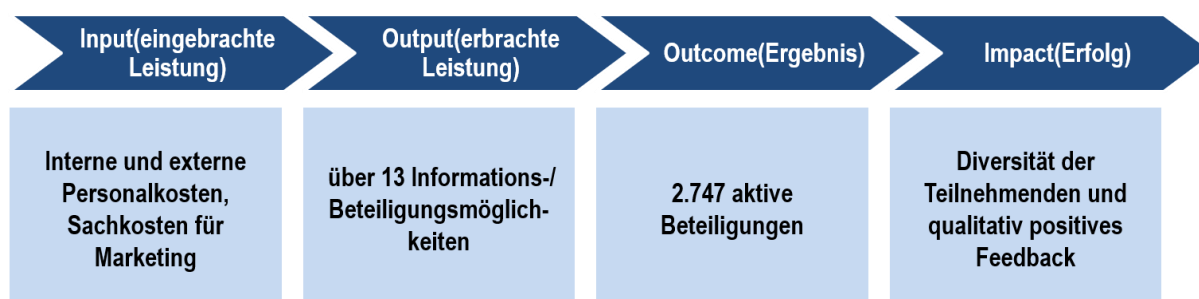 Input(eingebrachte
Leistung)
Output(erbrachte
Leistung)
Outcome(Ergebnis)
Impact(Erfolg)
Interne und externe
Personalkosten,
Sachkosten für
Marketing
über 13 Informations-/
Beteiligungsmöglich-
keiten
2.747 aktive
Beteiligungen
Diversität der
Teilnehmenden und
qualitativ positives
Feedback